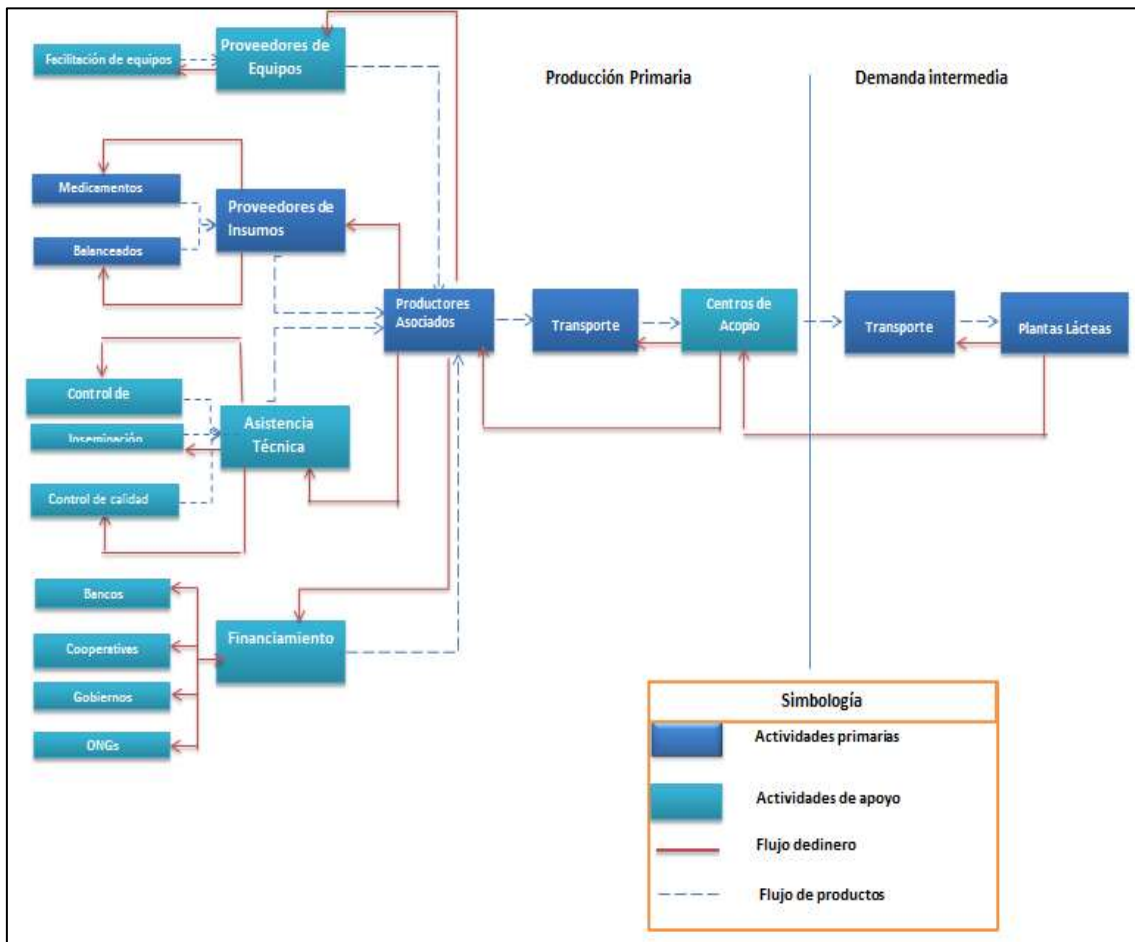 Facilitación de equipos
Proveedores de
Equipos
Producción Primaria
Demanda intermedia
Medicamentos
Balanceados
Proveedores de
Insumos
Productores
Asociados
Transporte
Centros de
Acopio
Transporte
Plantas Lácteas
Control de
Inseminación
Control de calidad
Asistencia
Técnica
Bancos
Cooperativas
Gobiernos
ONGs
Financiamiento
Simbología
Actividades primarias
Actividades de apoyo
Flujo dedinero
Flujo de productos